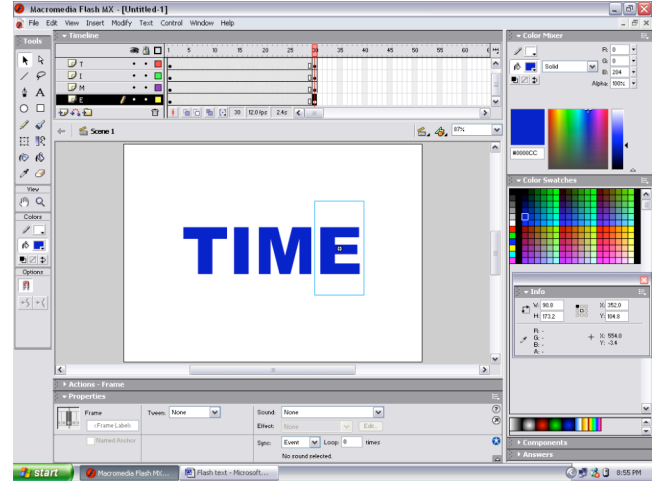 Macromedia Flash MX - [Untitled-1]
File Edit View Insert Modify Text Control Window Help
Tools
View
Colors
Options
Timeline
1 5 10 15 20 25 30 35 40 45 50 55 60
T
I
M
E
30 12.0 fps 2.4s
Scene 1
87%
TIME
Actions - Frame
Properties
Frame
Tween: None
Sound: None
<Frame Label>
Effect: None
Edit...
Named Anchor
Sync: Event Loop: 0 times
No sound selected.
Color Mixer
R: 0
Solid
G: 0
B: 204
Alpha: 100%
#0000CC
Color Swatches
Info
W: 90.0 X: 352.0
H: 173.2 Y: 104.8
R: -
G: - X: 554.0
B: - Y: -3.4
A: -
Components
Answers
start
Macromedia Flash MX...
Flash text - Microsoft...
8:55 PM